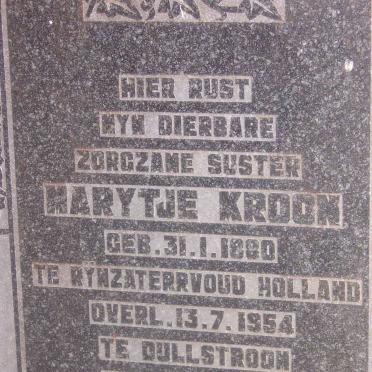 HIER RUST
MYN DIERBARE
ZORGZAME SUSTER
MARYTJE KROON
GEB. 31.1.1880
TE RYNZATERRVOUD HOLLAND
OVERL. 13.7.1954
TE DULLSTROON